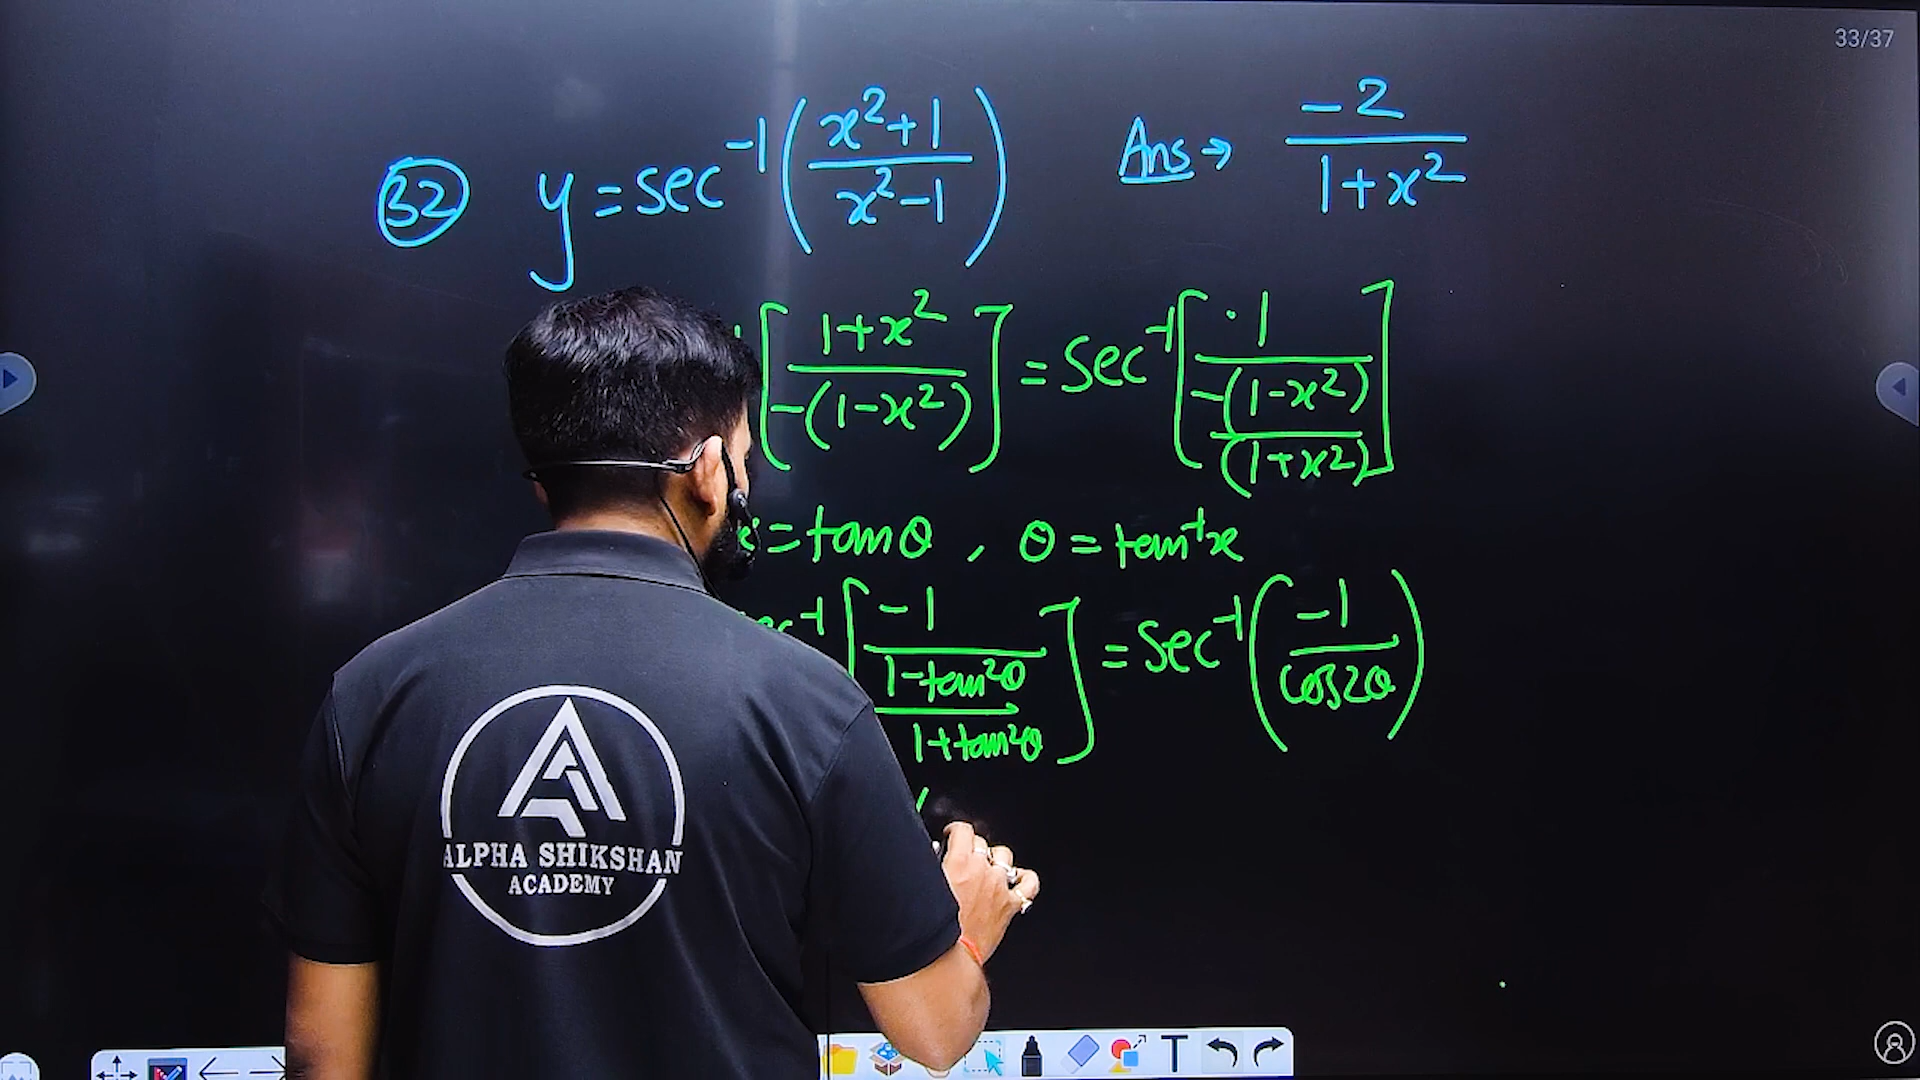 33/37
32 y = sec⁻¹((x²+1)/(x²-1)) Ans → -2/(1+x²)
[(1+x²)/(-(1-x²))] = sec⁻¹[1/(-(1-x²)/(1+x²))]
= tanθ , θ = tan⁻¹x
⁻¹[-1/((1-tan²θ)/(1+tan²θ))] = sec⁻¹(-1/cos2θ)
ALPHA SHIKSHAN
ACADEMY
T